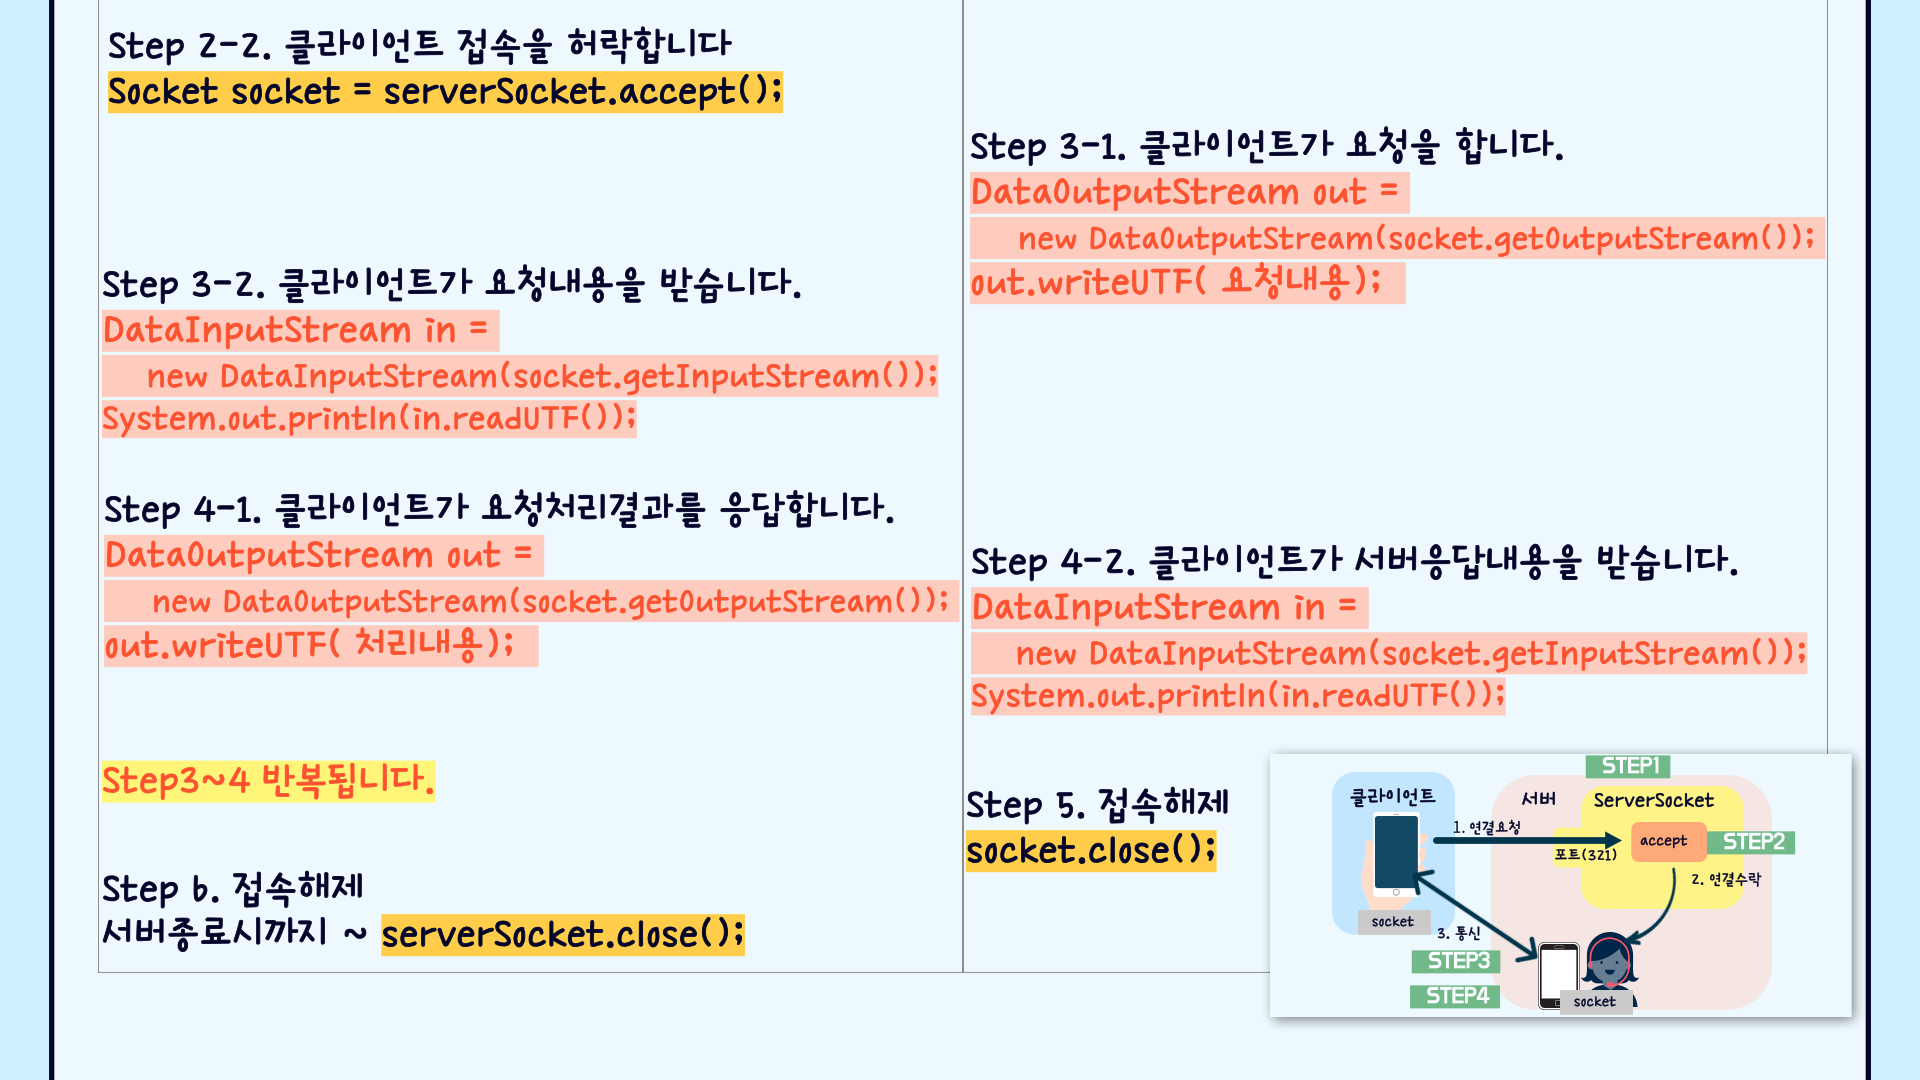 Step 2-2. 클라이언트 접속을 허락합니다
Socket socket = serverSocket.accept();
Step 3-2. 클라이언트가 요청내용을 받습니다.
DataInputStream in =
new DataInputStream(socket.getInputStream());
System.out.println(in.readUTF());
Step 4-1. 클라이언트가 요청처리결과를 응답합니다.
DataOutputStream out =
new DataOutputStream(socket.getOutputStream());
out.writeUTF( 처리내용);
Step3~4 반복됩니다.
Step 6. 접속해제
서버종료시까지 ~ serverSocket.close();
Step 3-1. 클라이언트가 요청을 합니다.
DataOutputStream out =
new DataOutputStream(socket.getOutputStream());
out.writeUTF( 요청내용);
Step 4-2. 클라이언트가 서버응답내용을 받습니다.
DataInputStream in =
new DataInputStream(socket.getInputStream());
System.out.println(in.readUTF());
Step 5. 접속해제
socket.close();
STEP1
클라이언트
서버
ServerSocket
1. 연결요청
포트(321)
accept
STEP2
2. 연결수락
socket
3. 통신
STEP3
STEP4
socket